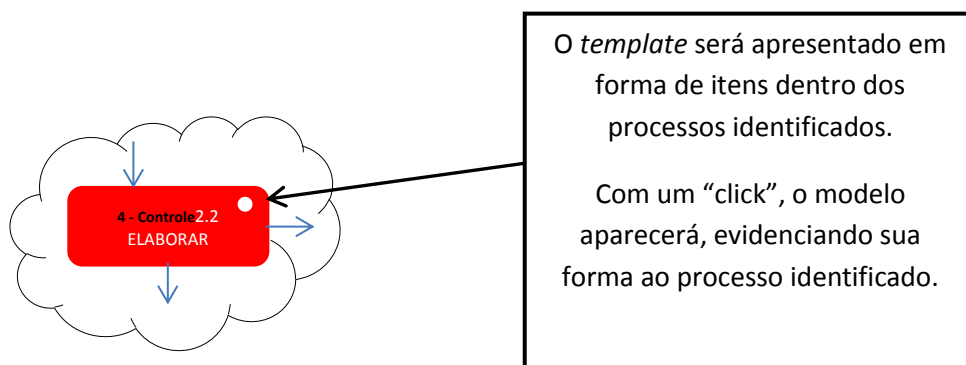 O template será apresentado em
forma de itens dentro dos
processos identificados.
Com um “click”, o modelo
aparecerá, evidenciando sua
forma ao processo identificado.
4 - Controle2.2
ELABORAR